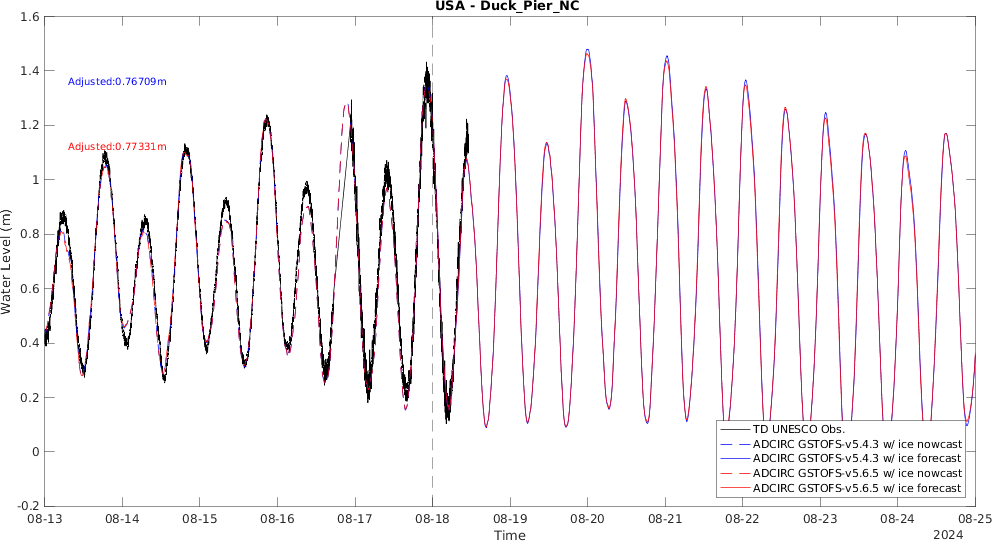 USA - Duck_Pier_NC
Adjusted:0.76709m
Adjusted:0.77331m
Water Level (m)
1.6
1.4
1.2
1
0.8
0.6
0.4
0.2
0
-0.2
TD UNESCO Obs.
ADCIRC GSTOFS-v5.4.3 w/ ice nowcast
ADCIRC GSTOFS-v5.4.3 w/ ice forecast
ADCIRC GSTOFS-v5.6.5 w/ ice nowcast
ADCIRC GSTOFS-v5.6.5 w/ ice forecast
08-13 08-14 08-15 08-16 08-17 08-18 08-19 08-20 08-21 08-22 08-23 08-24 08-25
Time
2024